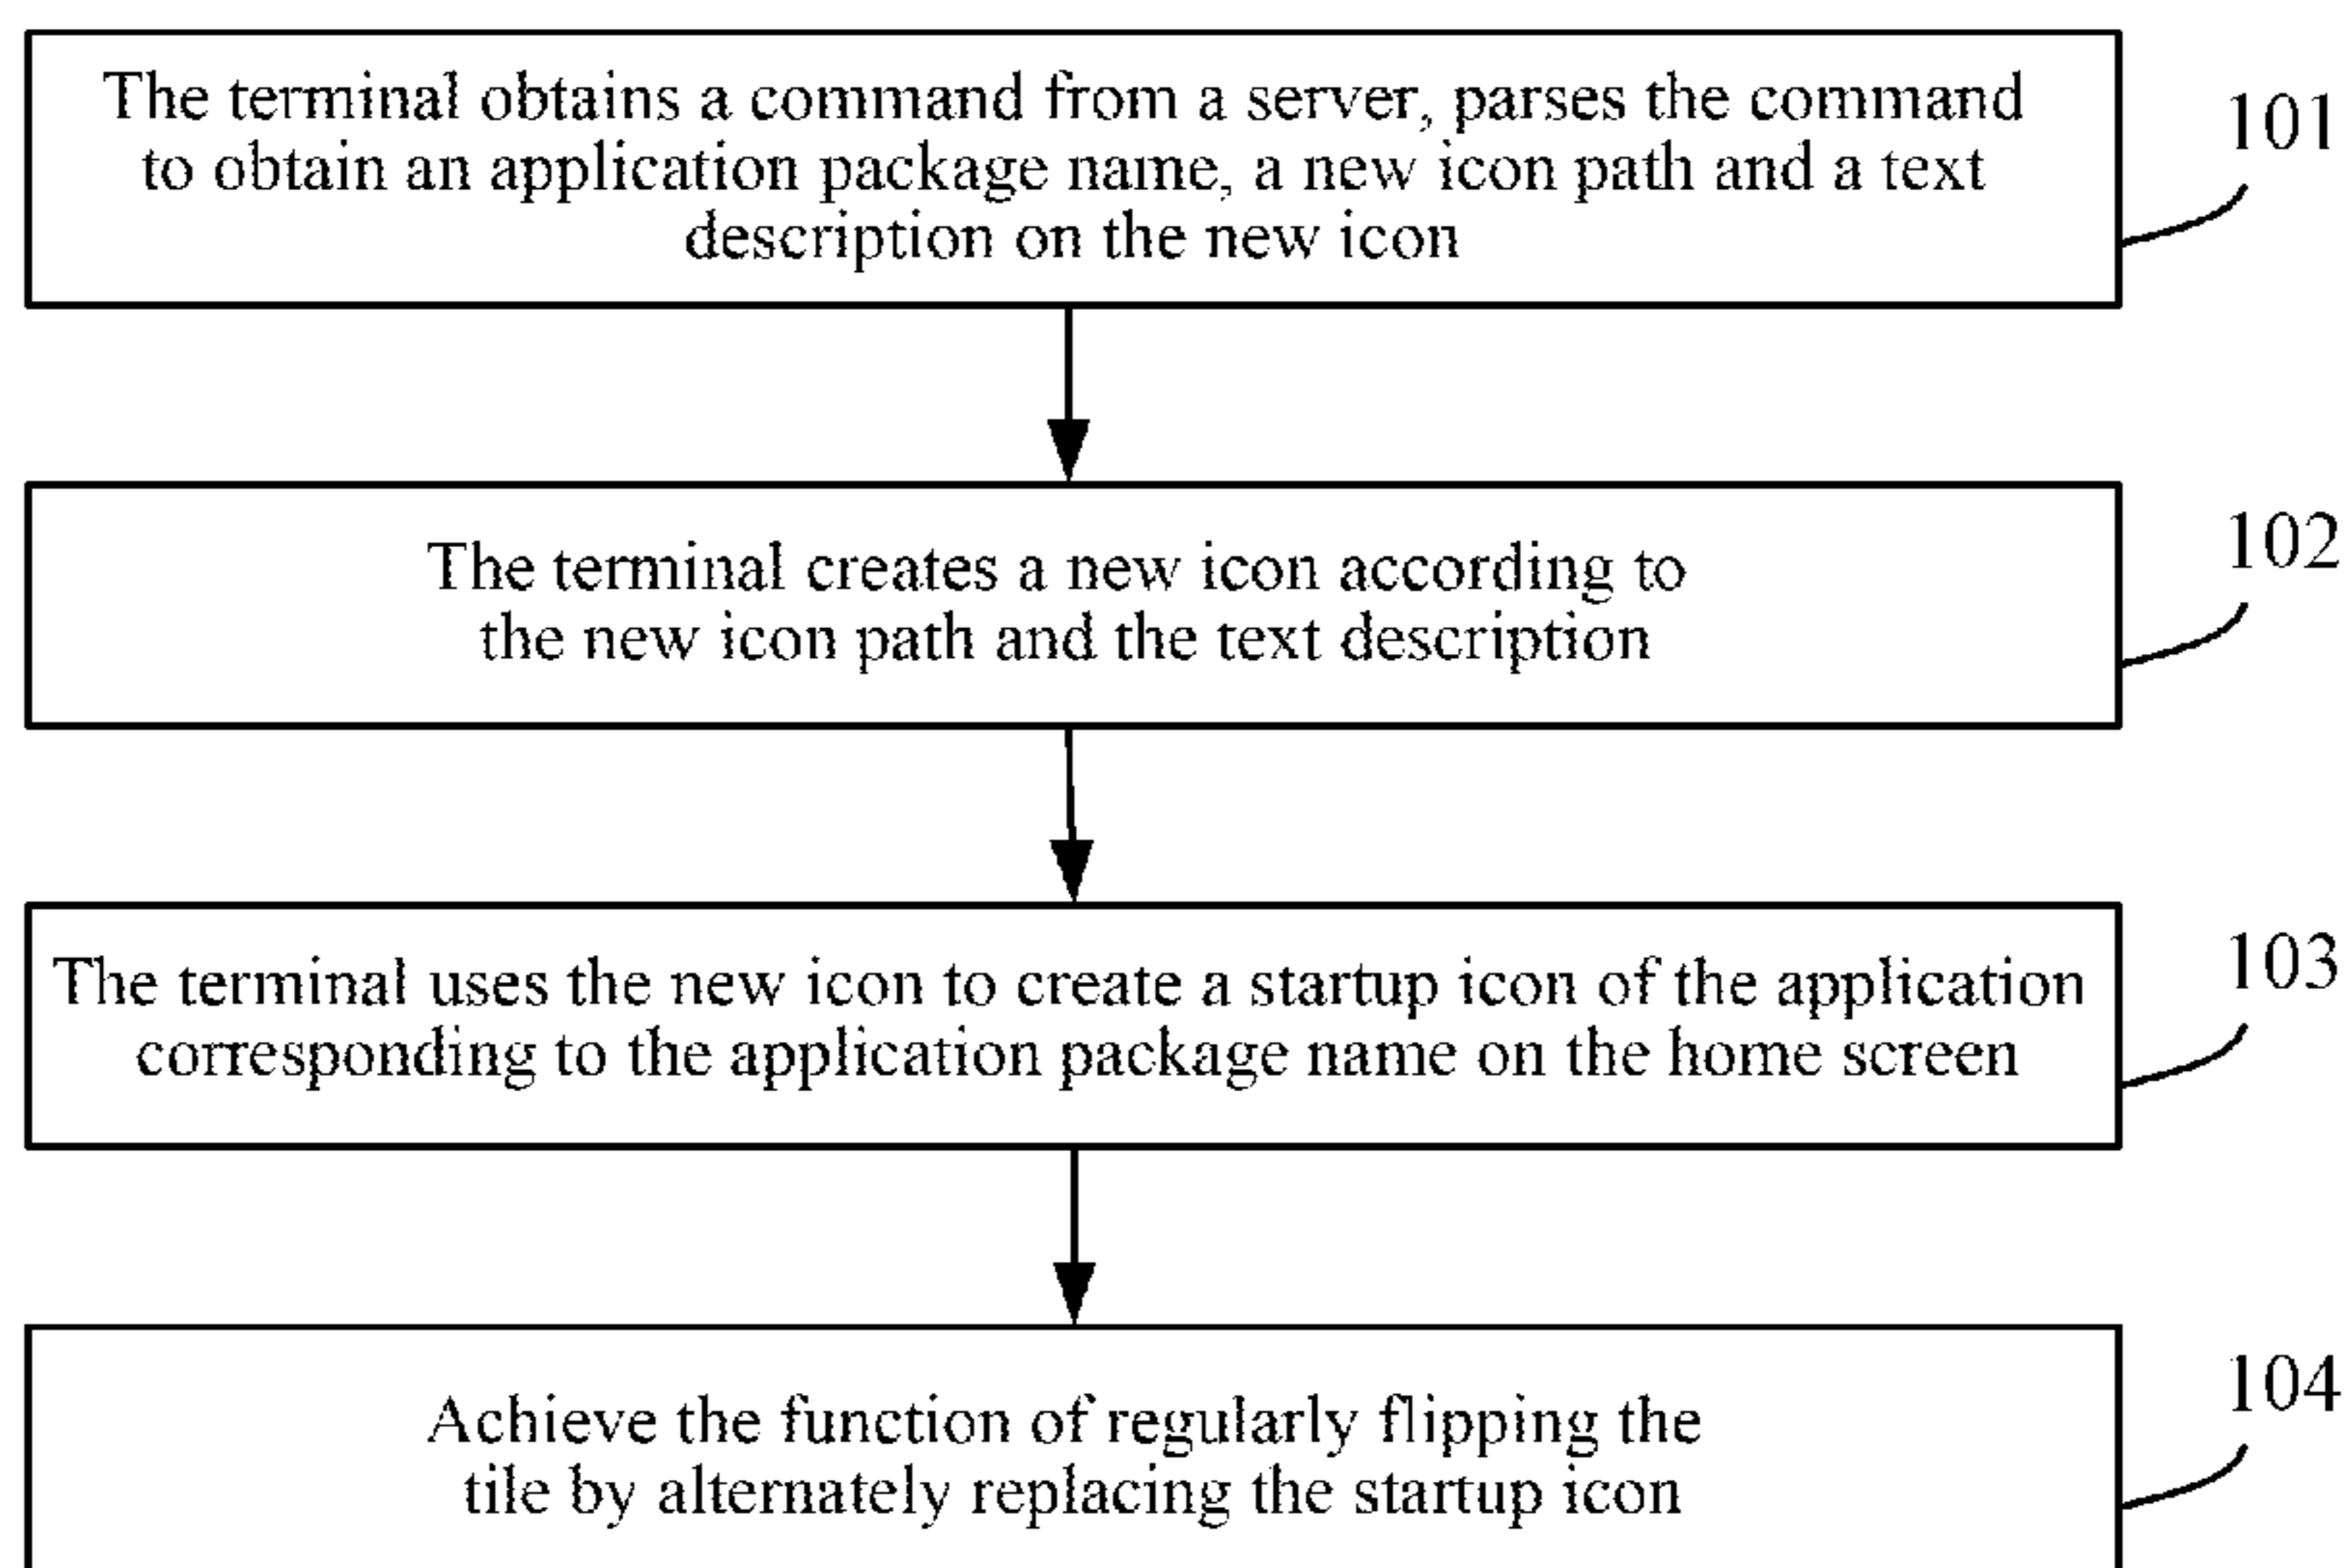 The terminal obtains a command from a server, parses the command
to obtain an application package name, a new icon path and a text
description on the new icon
101
The terminal creates a new icon according to
the new icon path and the text description
102
The terminal uses the new icon to create a startup icon of the application
corresponding to the application package name on the home screen
103
Achieve the function of regularly flipping the
tile by alternately replacing the startup icon
104